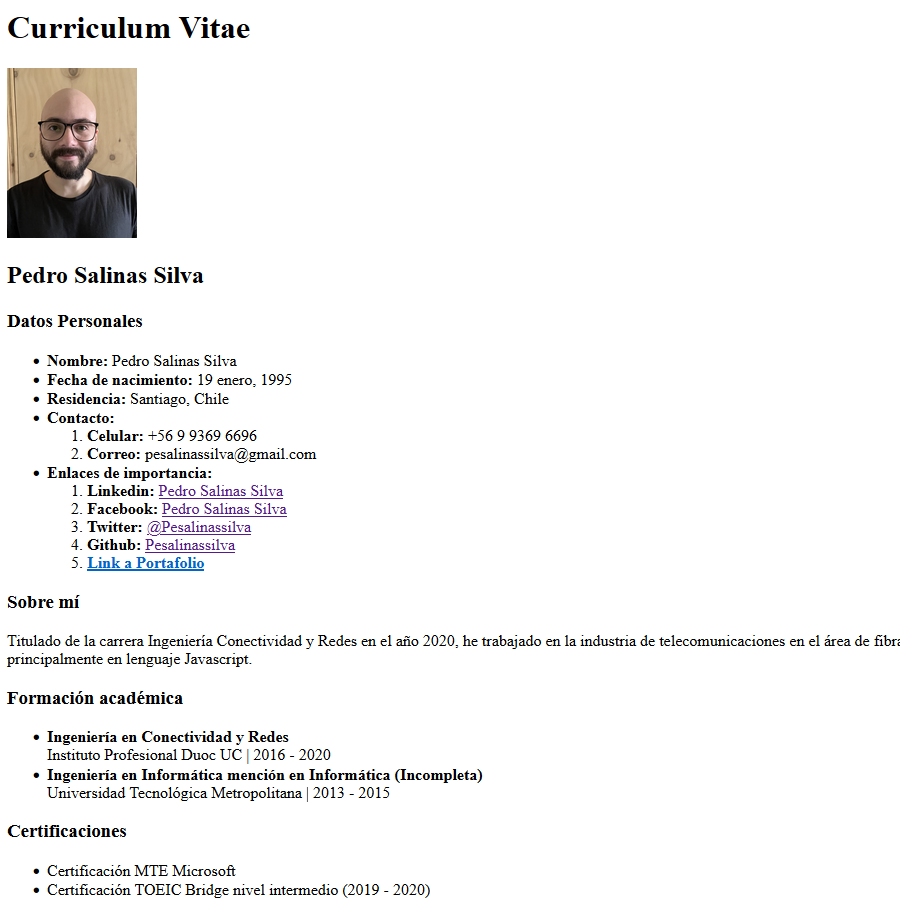 Curriculum Vitae
Pedro Salinas Silva
Datos Personales
• Nombre: Pedro Salinas Silva
• Fecha de nacimiento: 19 enero, 1995
• Residencia: Santiago, Chile
• Contacto:
1. Celular: +56 9 9369 6696
2. Correo: pesalinassilva@gmail.com
• Enlaces de importancia:
1. Linkedin: Pedro Salinas Silva
2. Facebook: Pedro Salinas Silva
3. Twitter: @Pesalinassilva
4. Github: Pesalinassilva
5. Link a Portafolio
Sobre mí
Titulado de la carrera Ingeniería Conectividad y Redes en el año 2020, he trabajado en la industria de telecomunicaciones en el área de
principalmente en lenguaje Javascript.
Formación académica
• Ingeniería en Conectividad y Redes
Instituto Profesional Duoc UC | 2016 - 2020
• Ingeniería en Informática mención en Informática (Incompleta)
Universidad Tecnológica Metropolitana | 2013 - 2015
Certificaciones
• Certificación MTE Microsoft
• Certificación TOEIC Bridge nivel intermedio (2019 - 2020)